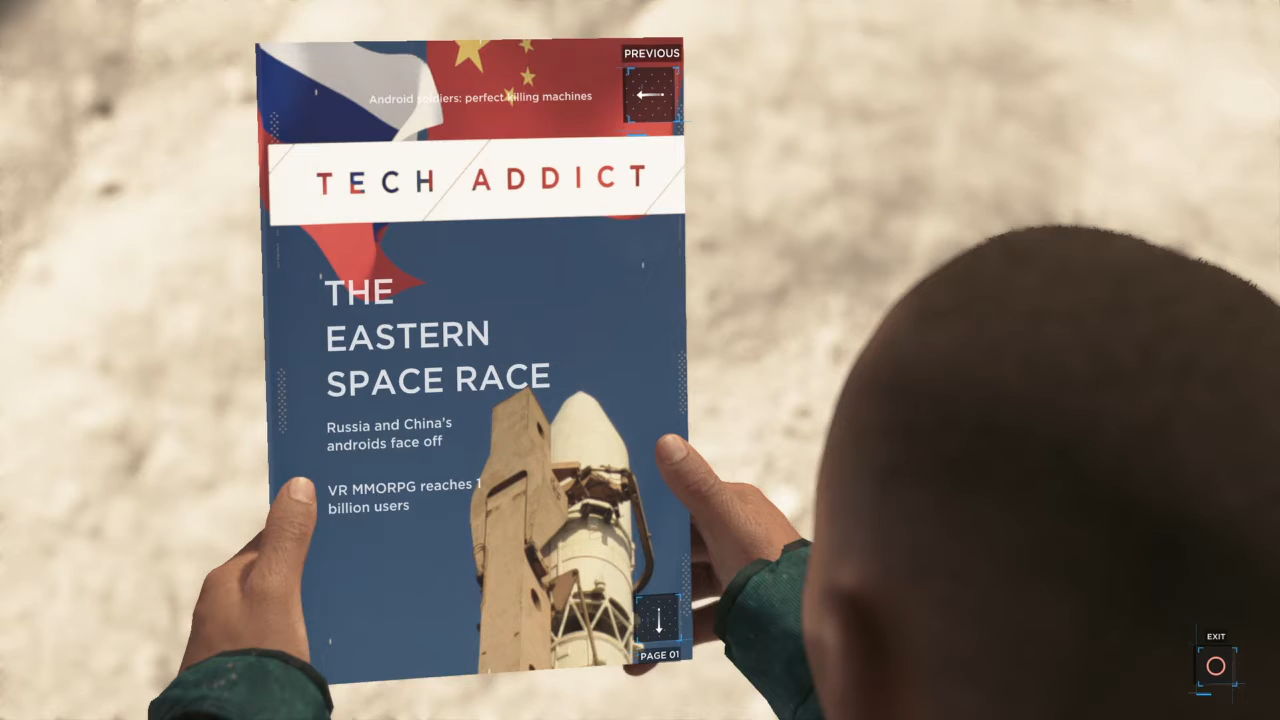 PREVIOUS
Android soldiers: perfect killing machines
TECH ADDICT
THE
EASTERN
SPACE RACE
Russia and China's
androids face off
VR MMORPG reaches 1
billion users
PAGE 01
EXIT